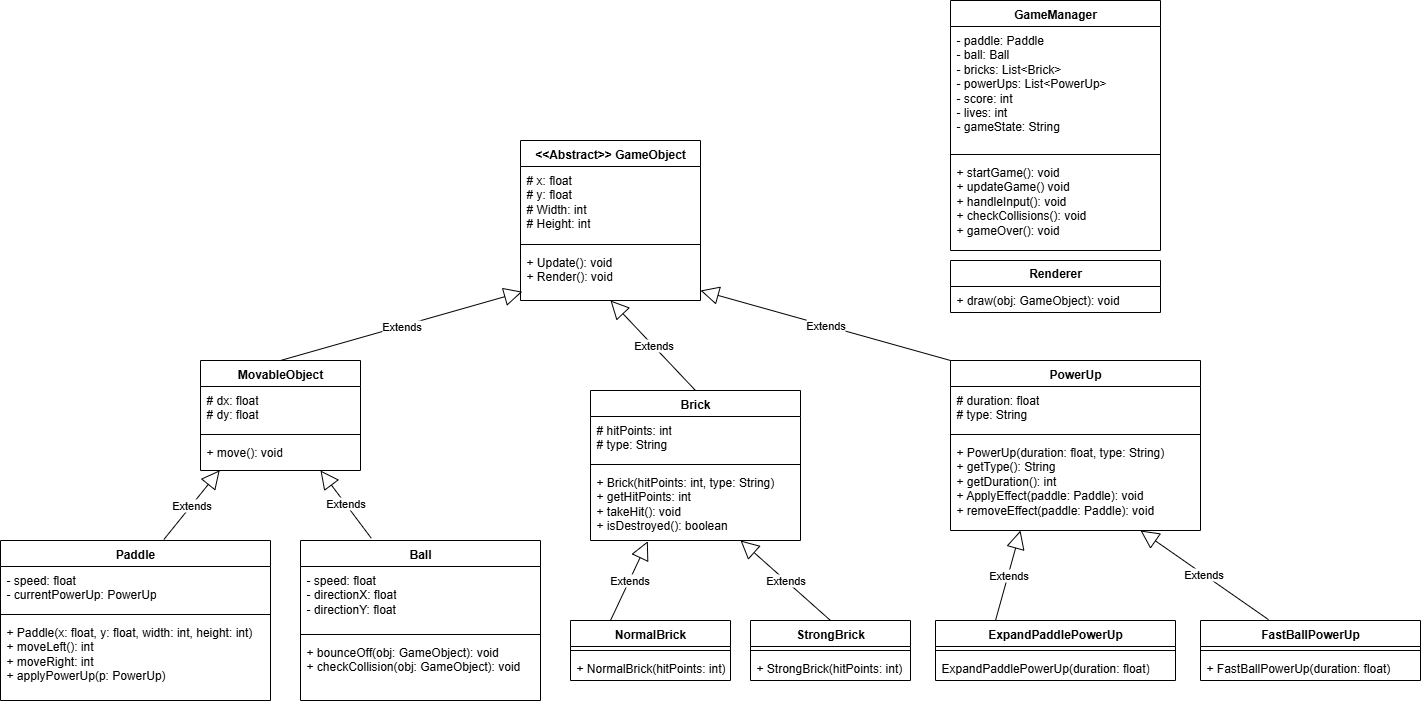 GameManager
- paddle: Paddle
- ball: Ball
- bricks: List<Brick>
- powerUps: List<PowerUp>
- score: int
- lives: int
- gameState: String
+ startGame(): void
+ updateGame() void
+ handleInput(): void
+ checkCollisions(): void
+ gameOver(): void
<<Abstract>> GameObject
# x: float
# y: float
# Width: int
# Height: int
+ Update(): void
+ Render(): void
Renderer
+ draw(obj: GameObject): void
Extends
Extends
Extends
MovableObject
# dx: float
# dy: float
+ move(): void
Brick
# hitPoints: int
# type: String
+ Brick(hitPoints: int, type: String)
+ getHitPoints: int
+ takeHit(): void
+ isDestroyed(): boolean
PowerUp
# duration: float
# type: String
+ PowerUp(duration: float, type: String)
+ getType(): String
+ getDuration(): int
+ ApplyEffect(paddle: Paddle): void
+ removeEffect(paddle: Paddle): void
Extends
Extends
Extends
Extends
Extends
Extends
Paddle
- speed: float
- currentPowerUp: PowerUp
+ Paddle(x: float, y: float, width: int, height: int)
+ moveLeft(): int
+ moveRight: int
+ applyPowerUp(p: PowerUp)
Ball
- speed: float
- directionX: float
- directionY: float
+ bounceOff(obj: GameObject): void
+ checkCollision(obj: GameObject): void
NormalBrick
+ NormalBrick(hitPoints: int)
StrongBrick
+ StrongBrick(hitPoints: int)
ExpandPaddlePowerUp
ExpandPaddlePowerUp(duration: float)
FastBallPowerUp
+ FastBallPowerUp(duration: float)